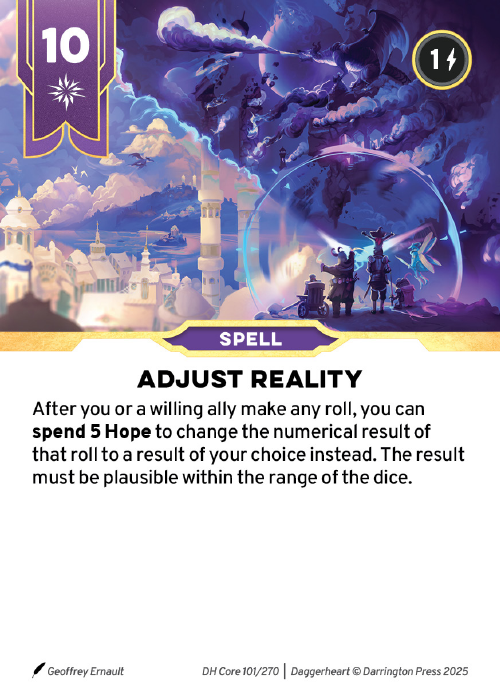 10
1
SPELL
ADJUST REALITY
After you or a willing ally make any roll, you can
spend 5 Hope to change the numerical result of
that roll to a result of your choice instead. The result
must be plausible within the range of the dice.
Geoffrey Ernault
DH Core 101/270 | Daggerheart © Darrington Press 2025